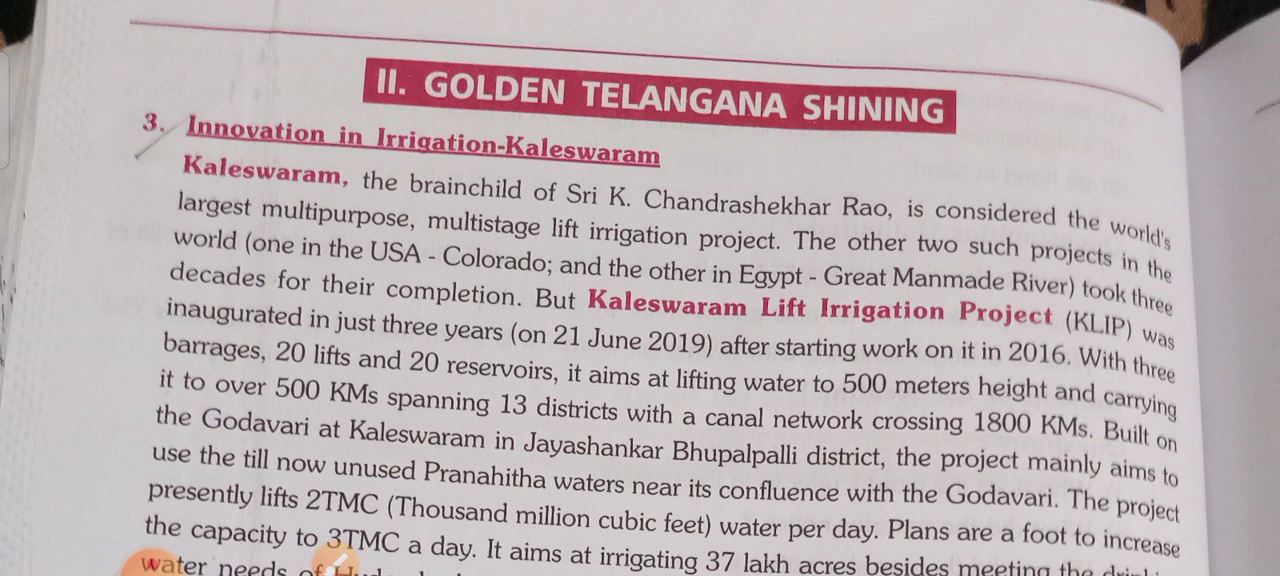 II. GOLDEN TELANGANA SHINING
3. Innovation in Irrigation-Kaleswaram
Kaleswaram, the brainchild of Sri K. Chandrashekhar Rao, is considered the world's
largest multipurpose, multistage lift irrigation project. The other two such projects in the
world (one in the USA - Colorado; and the other in Egypt - Great Manmade River) took three
decades for their completion. But Kaleswaram Lift Irrigation Project (KLIP) was
inaugurated in just three years (on 21 June 2019) after starting work on it in 2016. With three
barrages, 20 lifts and 20 reservoirs, it aims at lifting water to 500 meters height and carrying
it to over 500 KMs spanning 13 districts with a canal network crossing 1800 KMs. Built on
the Godavari at Kaleswaram in Jayashankar Bhupalpalli district, the project mainly aims to
use the till now unused Pranahitha waters near its confluence with the Godavari. The project
presently lifts 2TMC (Thousand million cubic feet) water per day. Plans are a foot to increase
the capacity to 3TMC a day. It aims at irrigating 37 lakh acres besides meeting the
water needs of